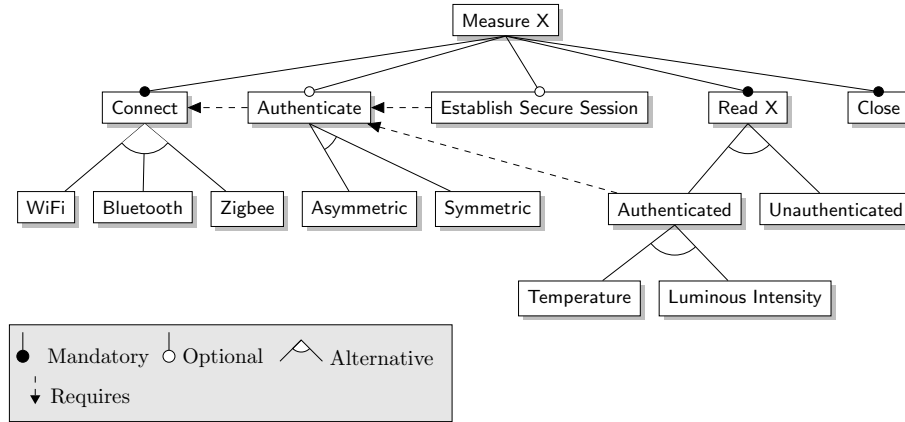 Measure X
Connect
Authenticate
Establish Secure Session
Read X
Close
WiFi
Bluetooth
Zigbee
Asymmetric
Symmetric
Authenticated
Unauthenticated
Temperature
Luminous Intensity
Mandatory
Optional
Alternative
Requires